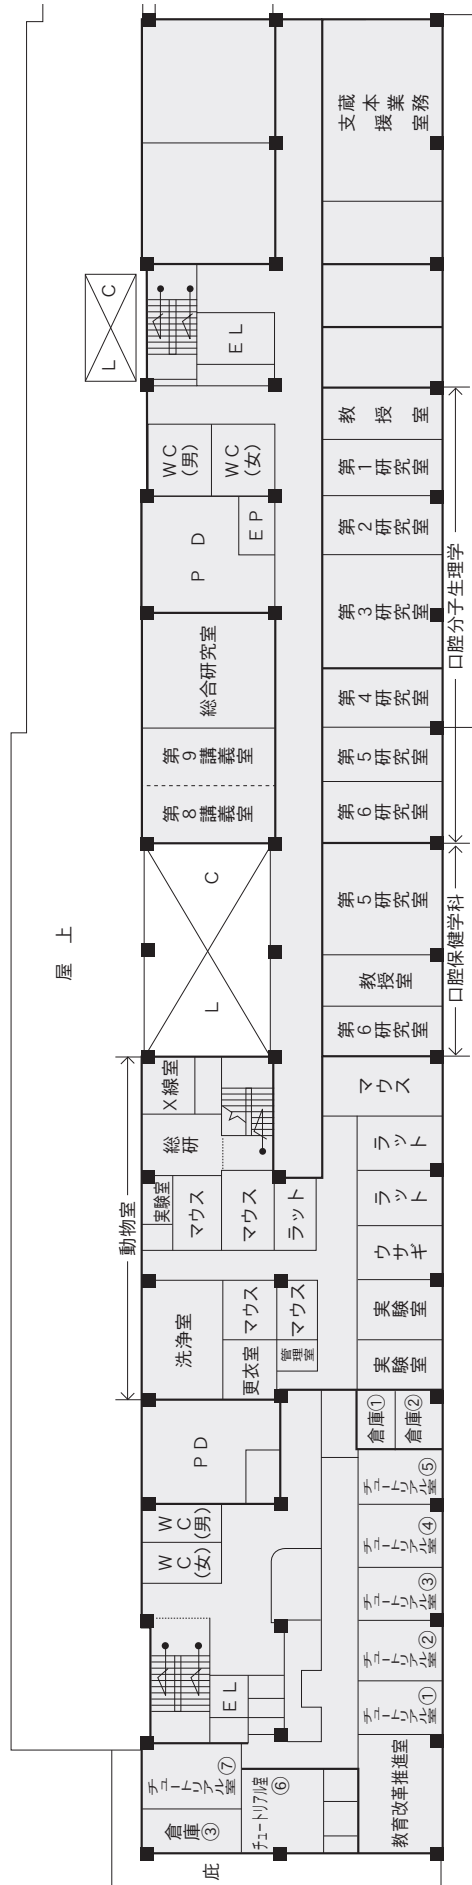 屋上
庇
倉庫③
チュートリアル室⑦
チュートリアル室⑥
EL
WC(女)
WC(男)
PD
動物室
洗浄室
更衣室
マウス
管理室
マウス
実験室
マウス
マウス
ラット
総研
X線室
LC
第8講義室
第9講義室
総合研究室
PD
EP
WC(男)
WC(女)
EL
LC
教育改革推進室
チュートリアル室①
チュートリアル室②
チュートリアル室③
チュートリアル室④
チュートリアル室⑤
倉庫①
倉庫②
実験室
実験室
ウサギ
ラット
ラット
マウス
第6研究室
教授室
第5研究室
口腔保健学科
第6研究室
第5研究室
第4研究室
第3研究室
第2研究室
第1研究室
教授室
口腔分子生理学
蔵本業務
支援室